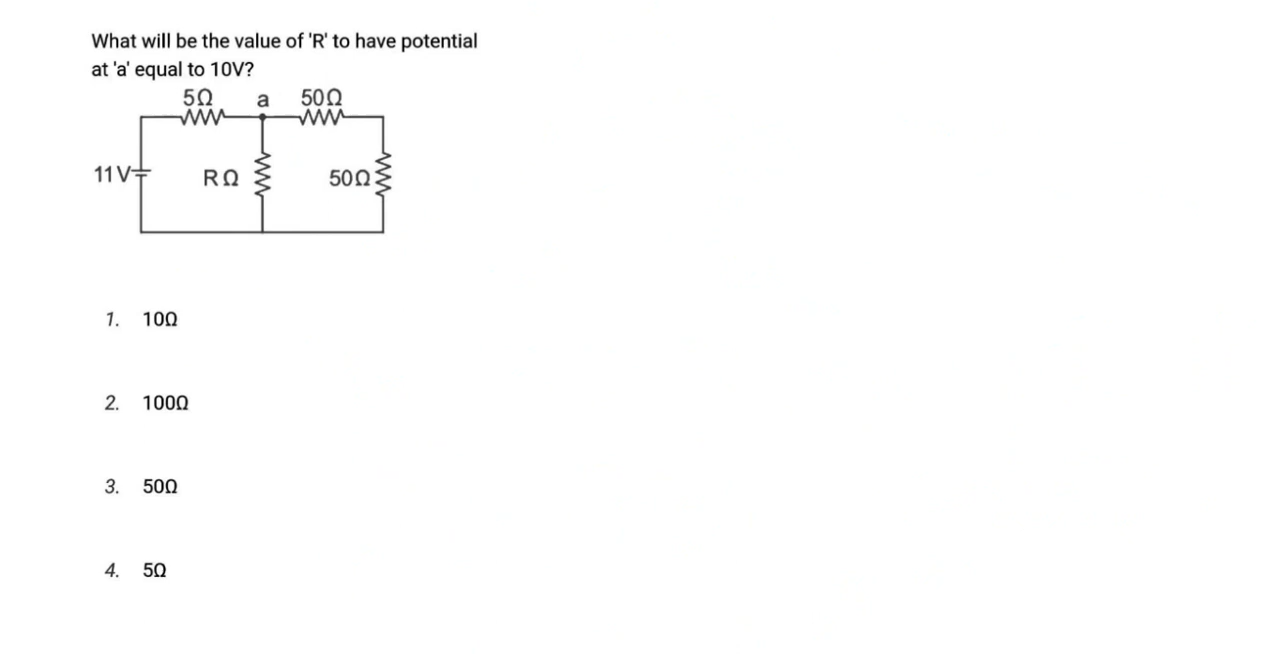 What will be the value of 'R' to have potential
at 'a' equal to 10V?
5Ω a 50Ω
11V RΩ 50Ω
1. 10Ω
2. 100Ω
3. 50Ω
4. 5Ω